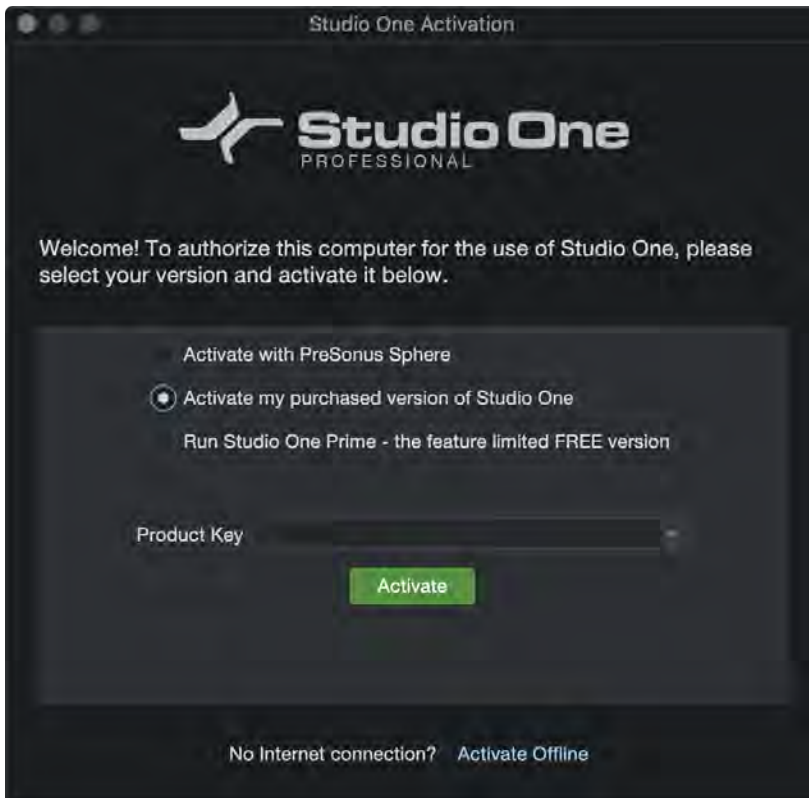 Studio One Activation
Studio One
PROFESSIONAL
Welcome! To authorize this computer for the use of Studio One, please
select your version and activate it below.
Activate with PreSonus Sphere
Activate my purchased version of Studio One
Run Studio One Prime - the feature limited FREE version
Product Key
Activate
No Internet connection? Activate Offline